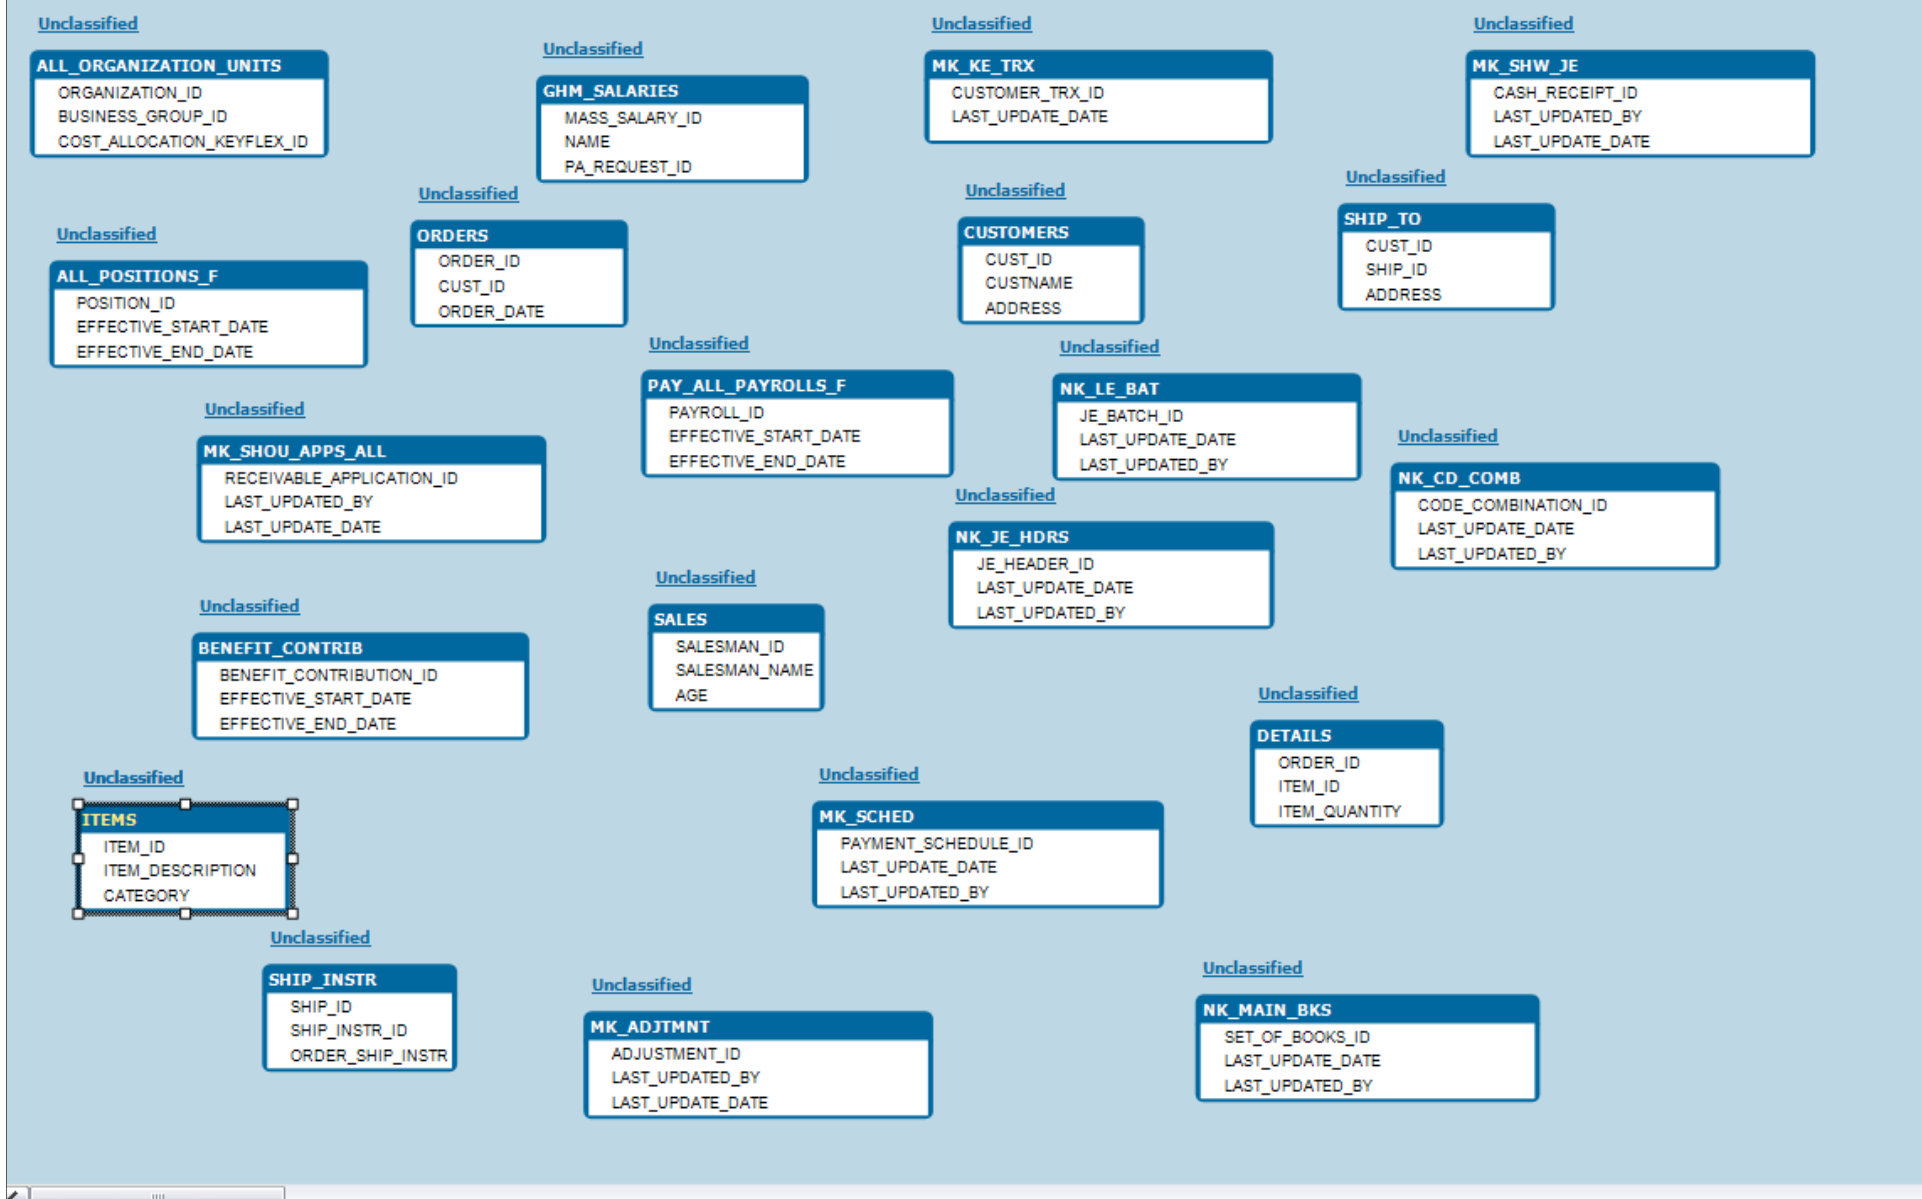 Unclassified
ALL_ORGANIZATION_UNITS
ORGANIZATION_ID
BUSINESS_GROUP_ID
COST_ALLOCATION_KEYFLEX_ID
Unclassified
GHM_SALARIES
MASS_SALARY_ID
NAME
PA_REQUEST_ID
Unclassified
MK_KE_TRX
CUSTOMER_TRX_ID
LAST_UPDATE_DATE
Unclassified
MK_SHW_JE
CASH_RECEIPT_ID
LAST_UPDATED_BY
LAST_UPDATE_DATE
Unclassified
ALL_POSITIONS_F
POSITION_ID
EFFECTIVE_START_DATE
EFFECTIVE_END_DATE
Unclassified
ORDERS
ORDER_ID
CUST_ID
ORDER_DATE
Unclassified
CUSTOMERS
CUST_ID
CUSTNAME
ADDRESS
Unclassified
SHIP_TO
CUST_ID
SHIP_ID
ADDRESS
Unclassified
MK_SHOU_APPS_ALL
RECEIVABLE_APPLICATION_ID
LAST_UPDATED_BY
LAST_UPDATE_DATE
Unclassified
PAY_ALL_PAYROLLS_F
PAYROLL_ID
EFFECTIVE_START_DATE
EFFECTIVE_END_DATE
Unclassified
NK_LE_BAT
JE_BATCH_ID
LAST_UPDATE_DATE
LAST_UPDATED_BY
Unclassified
NK_CD_COMB
CODE_COMBINATION_ID
LAST_UPDATE_DATE
LAST_UPDATED_BY
Unclassified
NK_JE_HDRS
JE_HEADER_ID
LAST_UPDATE_DATE
LAST_UPDATED_BY
Unclassified
BENEFIT_CONTRIB
BENEFIT_CONTRIBUTION_ID
EFFECTIVE_START_DATE
EFFECTIVE_END_DATE
Unclassified
SALES
SALESMAN_ID
SALESMAN_NAME
AGE
Unclassified
DETAILS
ORDER_ID
ITEM_ID
ITEM_QUANTITY
Unclassified
ITEMS
ITEM_ID
ITEM_DESCRIPTION
CATEGORY
Unclassified
MK_SCHED
PAYMENT_SCHEDULE_ID
LAST_UPDATE_DATE
LAST_UPDATED_BY
Unclassified
SHIP_INSTR
SHIP_ID
SHIP_INSTR_ID
ORDER_SHIP_INSTR
Unclassified
MK_ADJTMNT
ADJUSTMENT_ID
LAST_UPDATED_BY
LAST_UPDATE_DATE
Unclassified
NK_MAIN_BKS
SET_OF_BOOKS_ID
LAST_UPDATE_DATE
LAST_UPDATED_BY